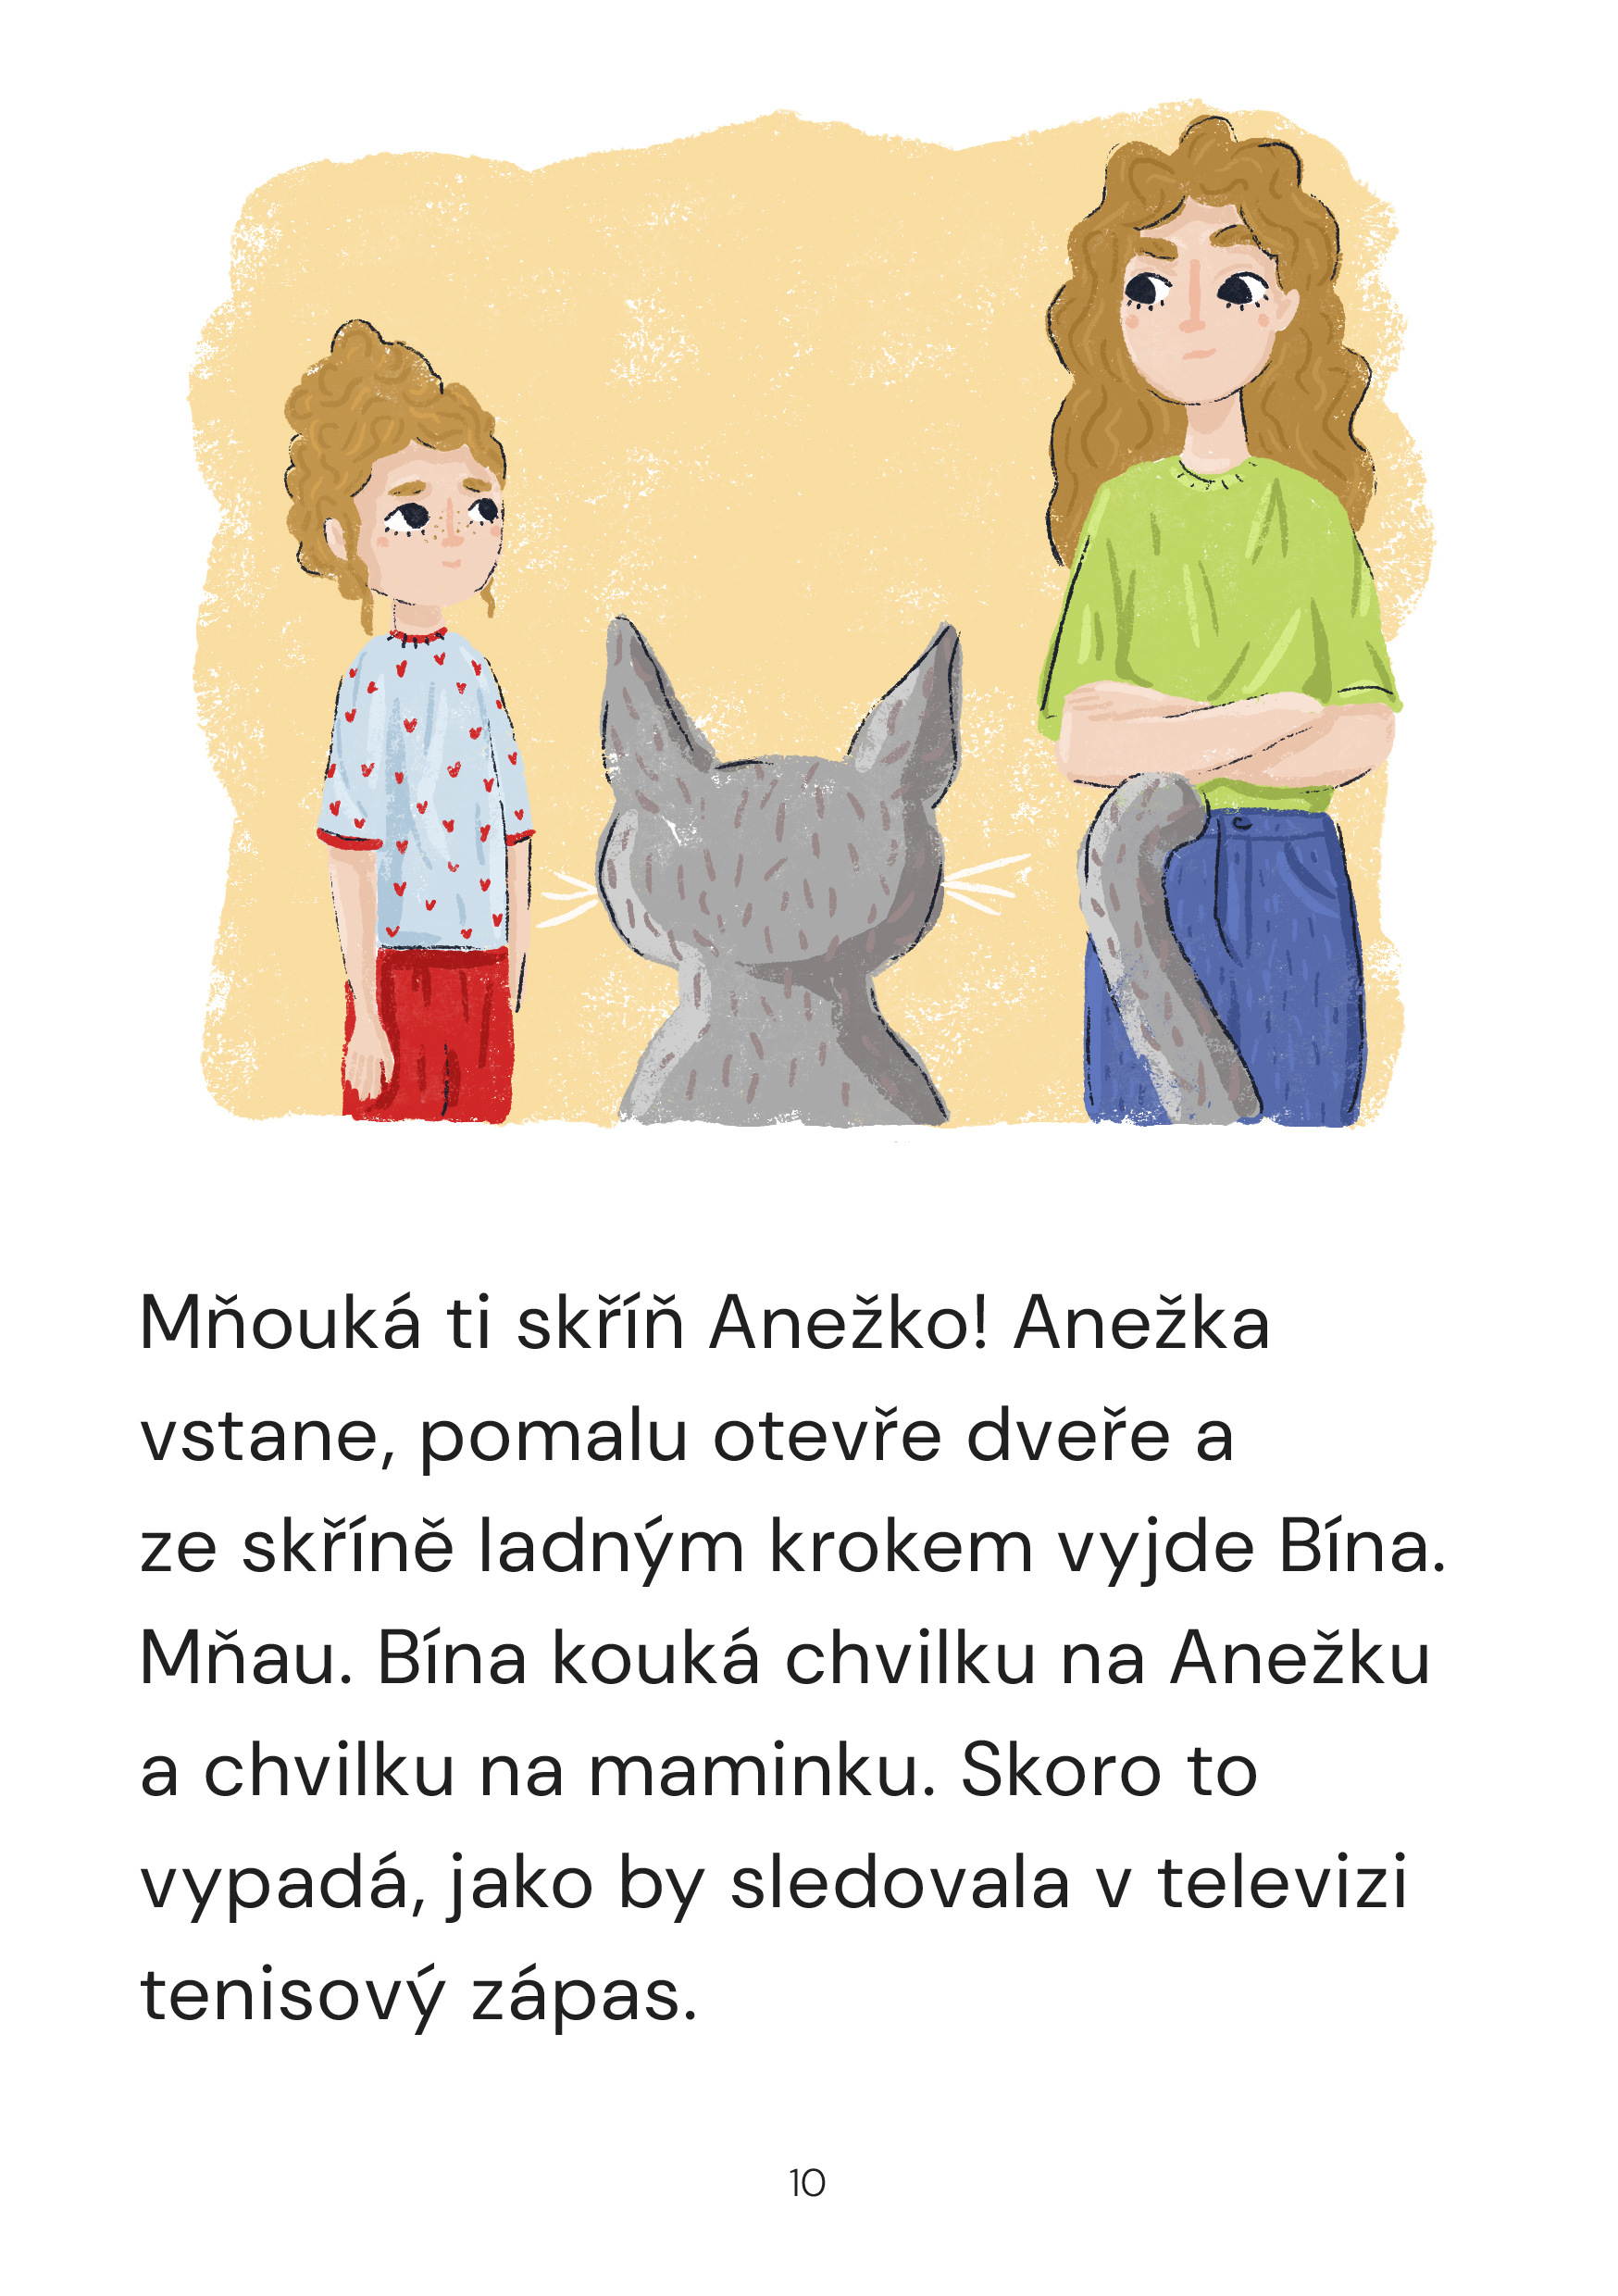 Mňouká ti skříň Anežko! Anežka
vstane, pomalu otevře dveře a
ze skříně ladným krokem vyjde Bína.
Mňau. Bína kouká chvilku na Anežku
a chvilku na maminku. Skoro to
vypadá, jako by sledovala v televizi
tenisový zápas.
10